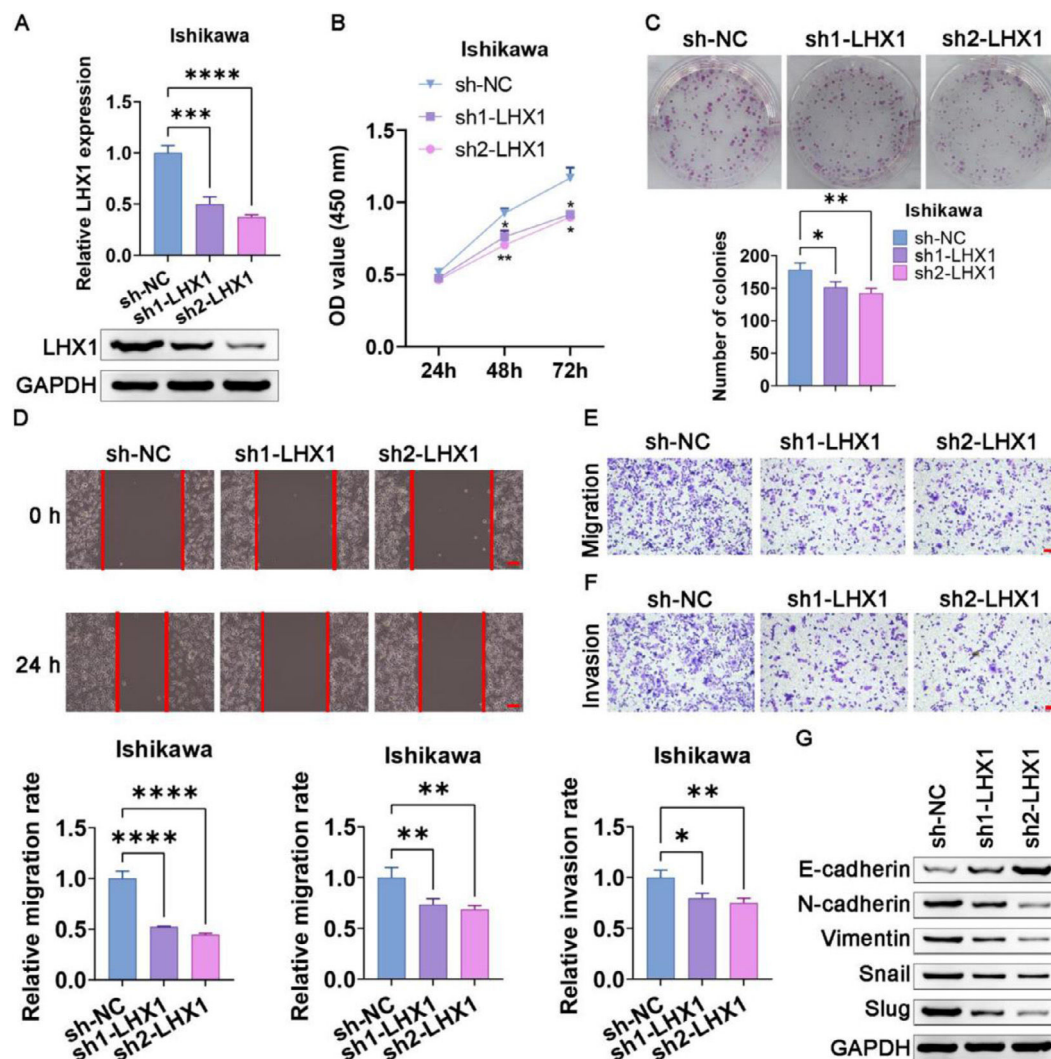 A
Ishikawa
****
***
Relative LHX1 expression
1.5
1.0
0.5
0.0
sh-NC
sh1-LHX1
sh2-LHX1
LHX1
GAPDH
B
Ishikawa
sh-NC
sh1-LHX1
sh2-LHX1
OD value (450 nm)
1.5
1.0
0.5
0.0
*
**
*
*
24h 48h 72h
C
sh-NC sh1-LHX1 sh2-LHX1
Ishikawa
sh-NC
sh1-LHX1
sh2-LHX1
**
*
Number of colonies
200
150
100
50
0
D
sh-NC sh1-LHX1 sh2-LHX1
0 h
24 h
Ishikawa
****
****
Relative migration rate
1.5
1.0
0.5
0.0
sh-NC
sh1-LHX1
sh2-LHX1
Ishikawa
**
**
Relative migration rate
1.5
1.0
0.5
0.0
sh-NC
sh1-LHX1
sh2-LHX1
Ishikawa
**
*
Relative invasion rate
1.5
1.0
0.5
0.0
sh-NC
sh1-LHX1
sh2-LHX1
E
sh-NC sh1-LHX1 sh2-LHX1
Migration
F
sh-NC sh1-LHX1 sh2-LHX1
Invasion
G
sh-NC
sh1-LHX1
sh2-LHX1
E-cadherin
N-cadherin
Vimentin
Snail
Slug
GAPDH